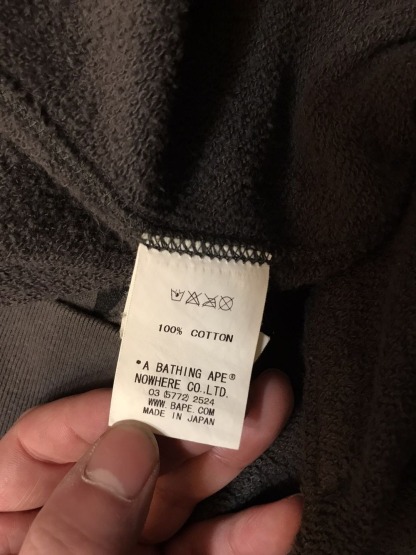 100% COTTON
*A BATHING APE®
NOWHERE CO.,LTD.
03 (5772) 2524
WWW.BAPE.COM
MADE IN JAPAN